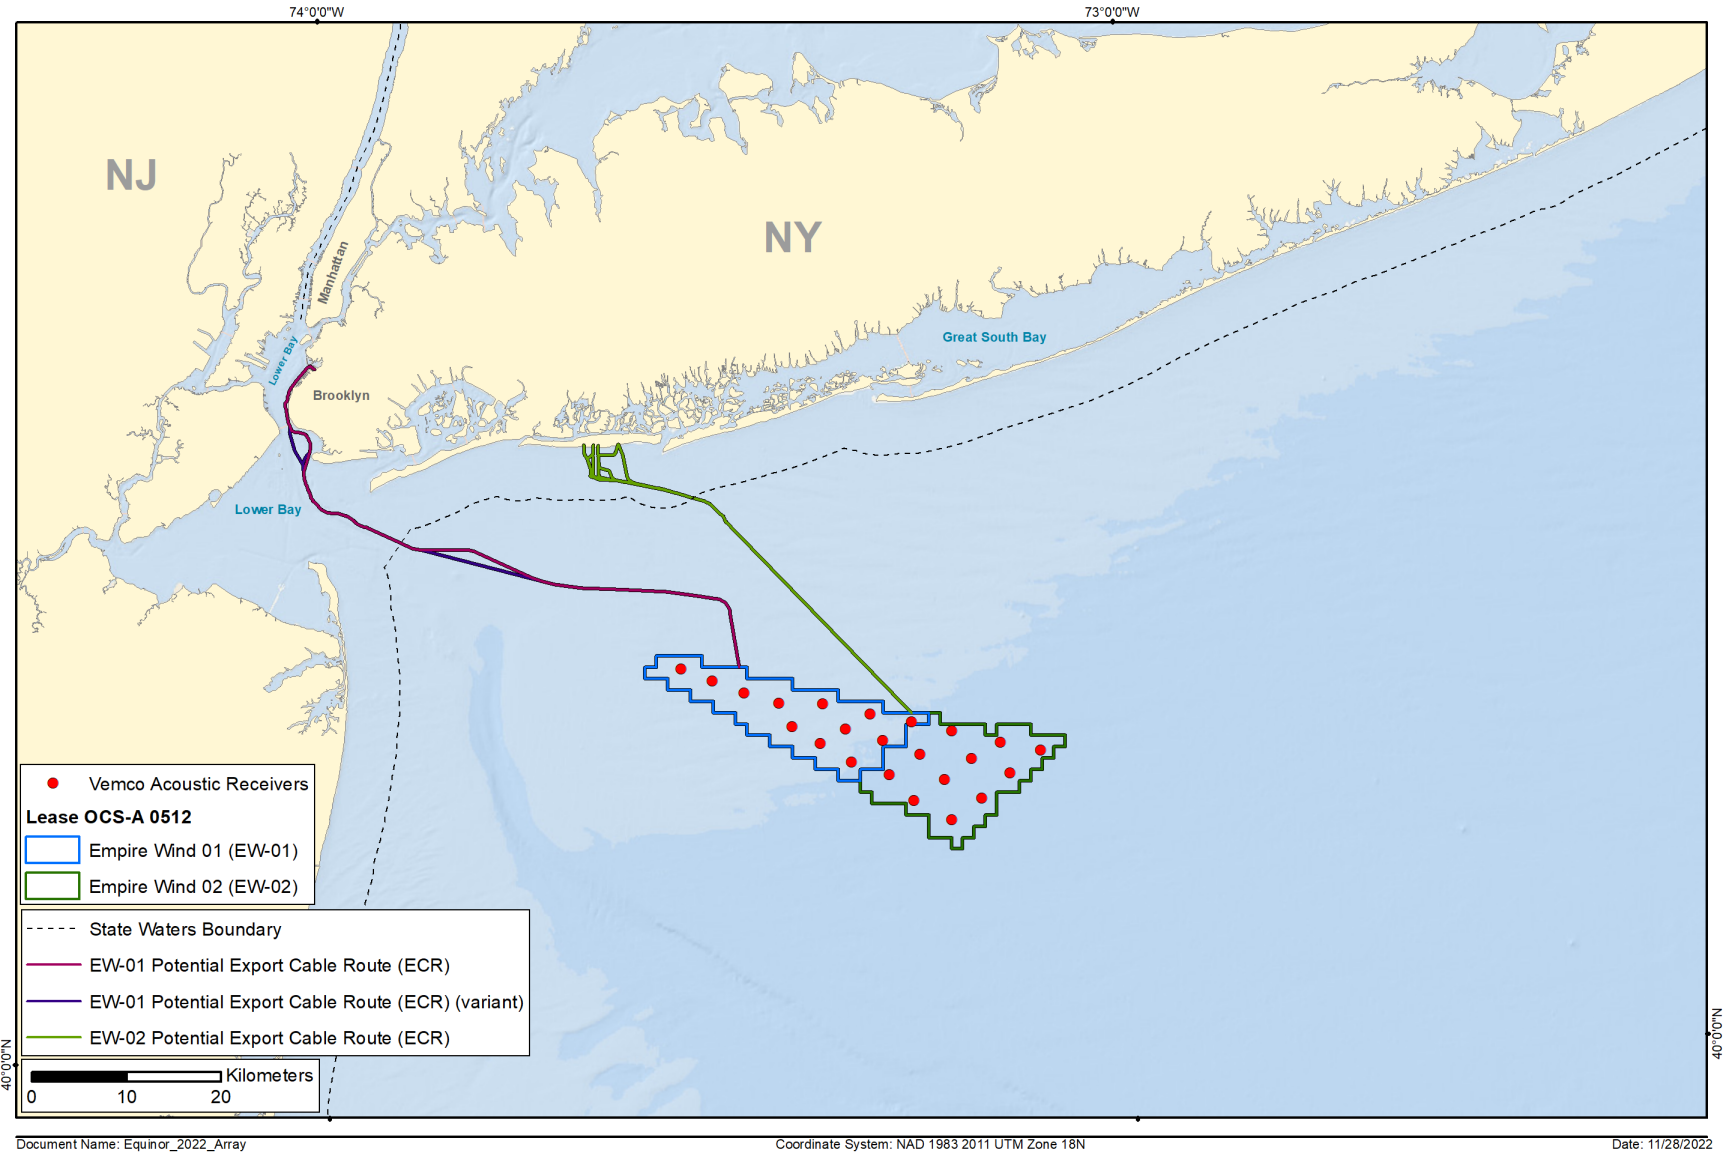 74°0'0"W
73°0'0"W
NJ
NY
Manhattan
Great South Bay
Lower Bay
Brooklyn
Lower Bay
Vemco Acoustic Receivers
Lease OCS-A 0512
Empire Wind 01 (EW-01)
Empire Wind 02 (EW-02)
State Waters Boundary
EW-01 Potential Export Cable Route (ECR)
EW-01 Potential Export Cable Route (ECR) (variant)
EW-02 Potential Export Cable Route (ECR)
40°0'0"N
40°0'0"N
Kilometers
0 10 20
Document Name: Equinor_2022_Array
Coordinate System: NAD 1983 2011 UTM Zone 18N
Date: 11/28/2022